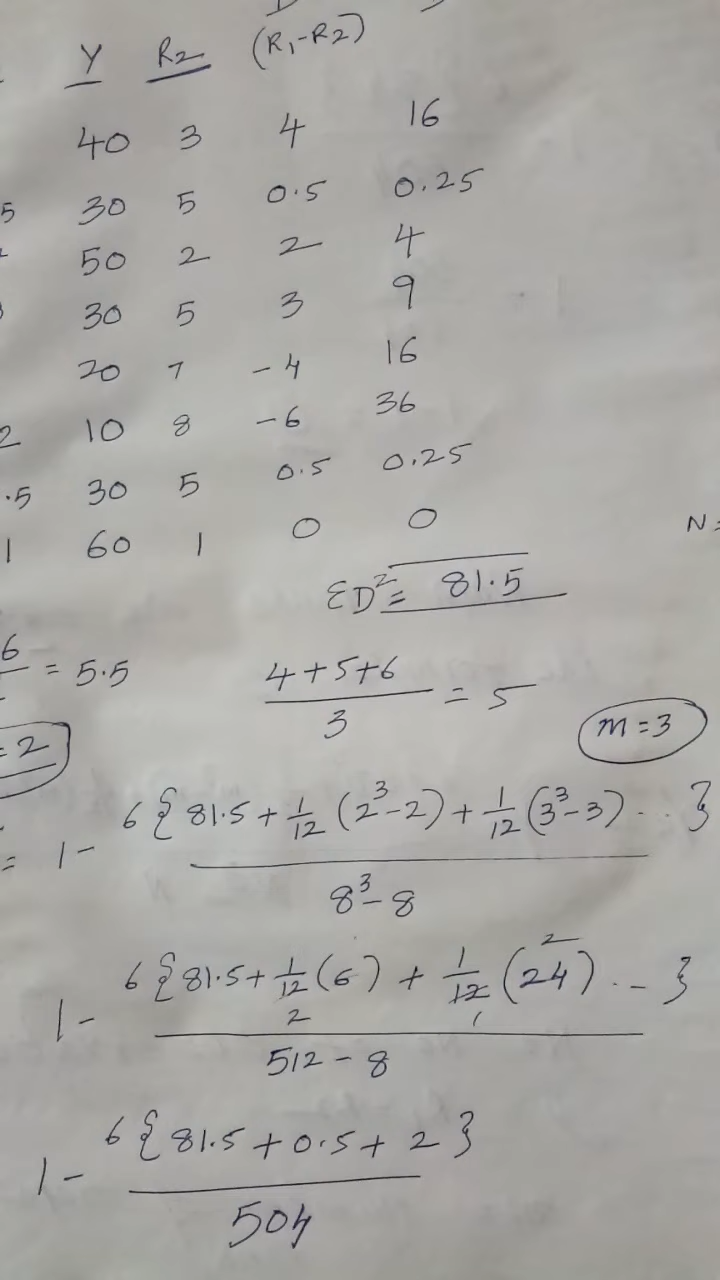 Y R2 (R1-R2)
40 3 4 16
5 30 5 0.5 0.25
50 2 2 4
30 5 3 9
20 7 -4 16
2 10 8 -6 36
.5 30 5 0.5 0.25
1 60 1 0 0
N=
ΣD²= 81.5
6 = 5.5 4+5+6/3 = 5
=2 m=3
= 1- 6{81.5+1/12(2³-2)+1/12(3³-3)...}/8³-8
1- 6{81.5+1/12(6)+1/12(24)...}/512-8
2 1 2
1- 6{81.5+0.5+2}/504